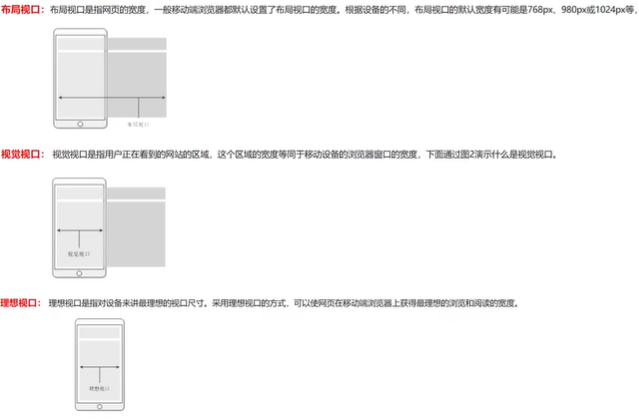 布局视口：布局视口是指网页的宽度，一般移动端浏览器都默认设置了布局视口的宽度。根据设备的不同，布局视口的默认宽度有可能是768px、980px或1024px等，
布局视口
视觉视口：视觉视口是指用户正在看到的网站的区域，这个区域的宽度等同于移动设备的浏览器窗口的宽度，下面通过图2演示什么是视觉视口。
视觉视口
理想视口：理想视口是指对设备来讲最理想的视口尺寸。采用理想视口的方式，可以使网页在移动端浏览器上获得最理想的浏览和阅读的宽度。
理想视口